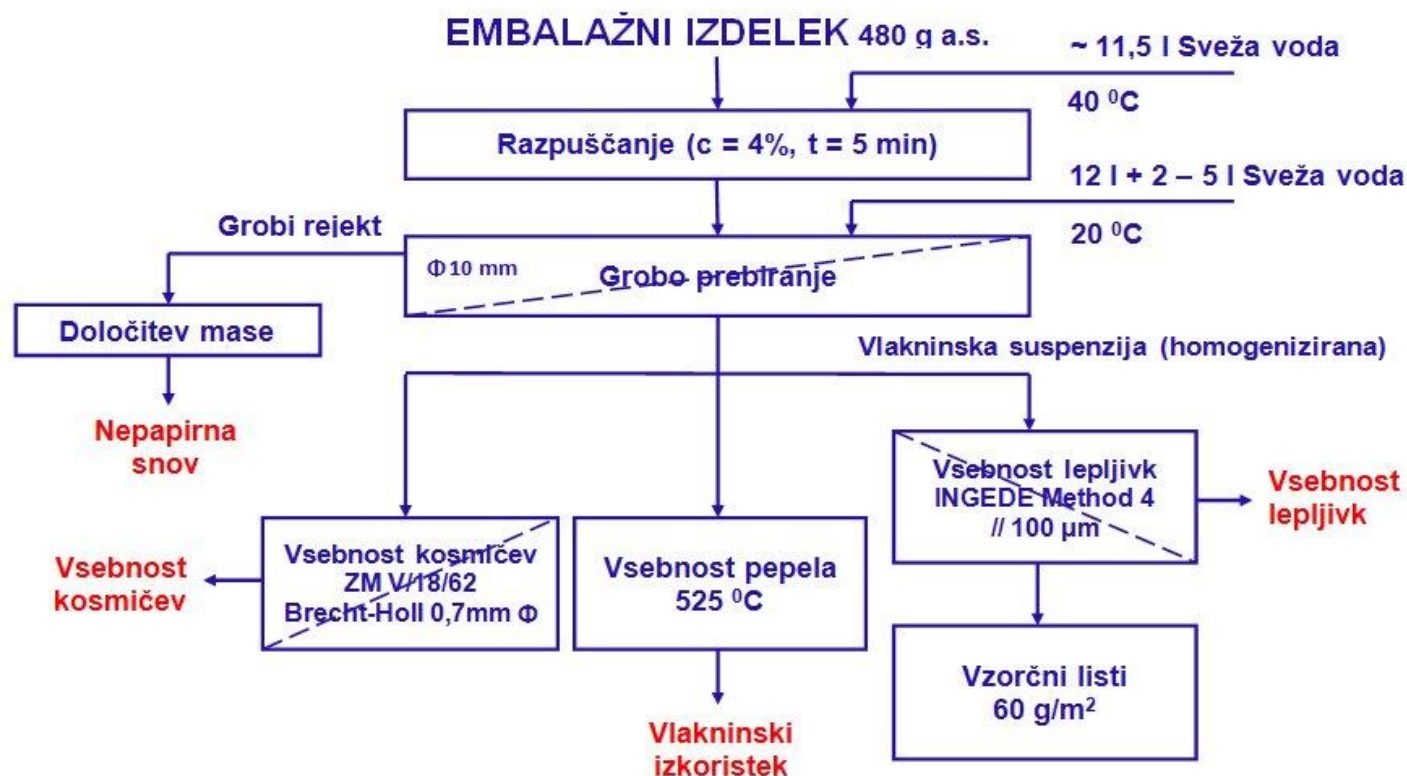 EMBALAŽNI IZDELEK 480 g a.s.
~ 11,5 l Sveža voda
40 ⁰C
Razpuščanje (c = 4%, t = 5 min)
12 l + 2 – 5 l Sveža voda
20 ⁰C
Grobi rejekt
Φ 10 mm
Grobo prebiranje
Določitev mase
Vlakninska suspenzija (homogenizirana)
Nepapirna
snov
Vsebnost lepljivk
INGEDE Method 4
// 100 µm
Vsebnost
lepljivk
Vsebnost kosmičev
ZM V/18/62
Brecht-Holl 0,7mm Φ
Vsebnost
kosmičev
Vsebnost pepela
525 ⁰C
Vzorčni listi
60 g/m²
Vlakninski
izkoristek